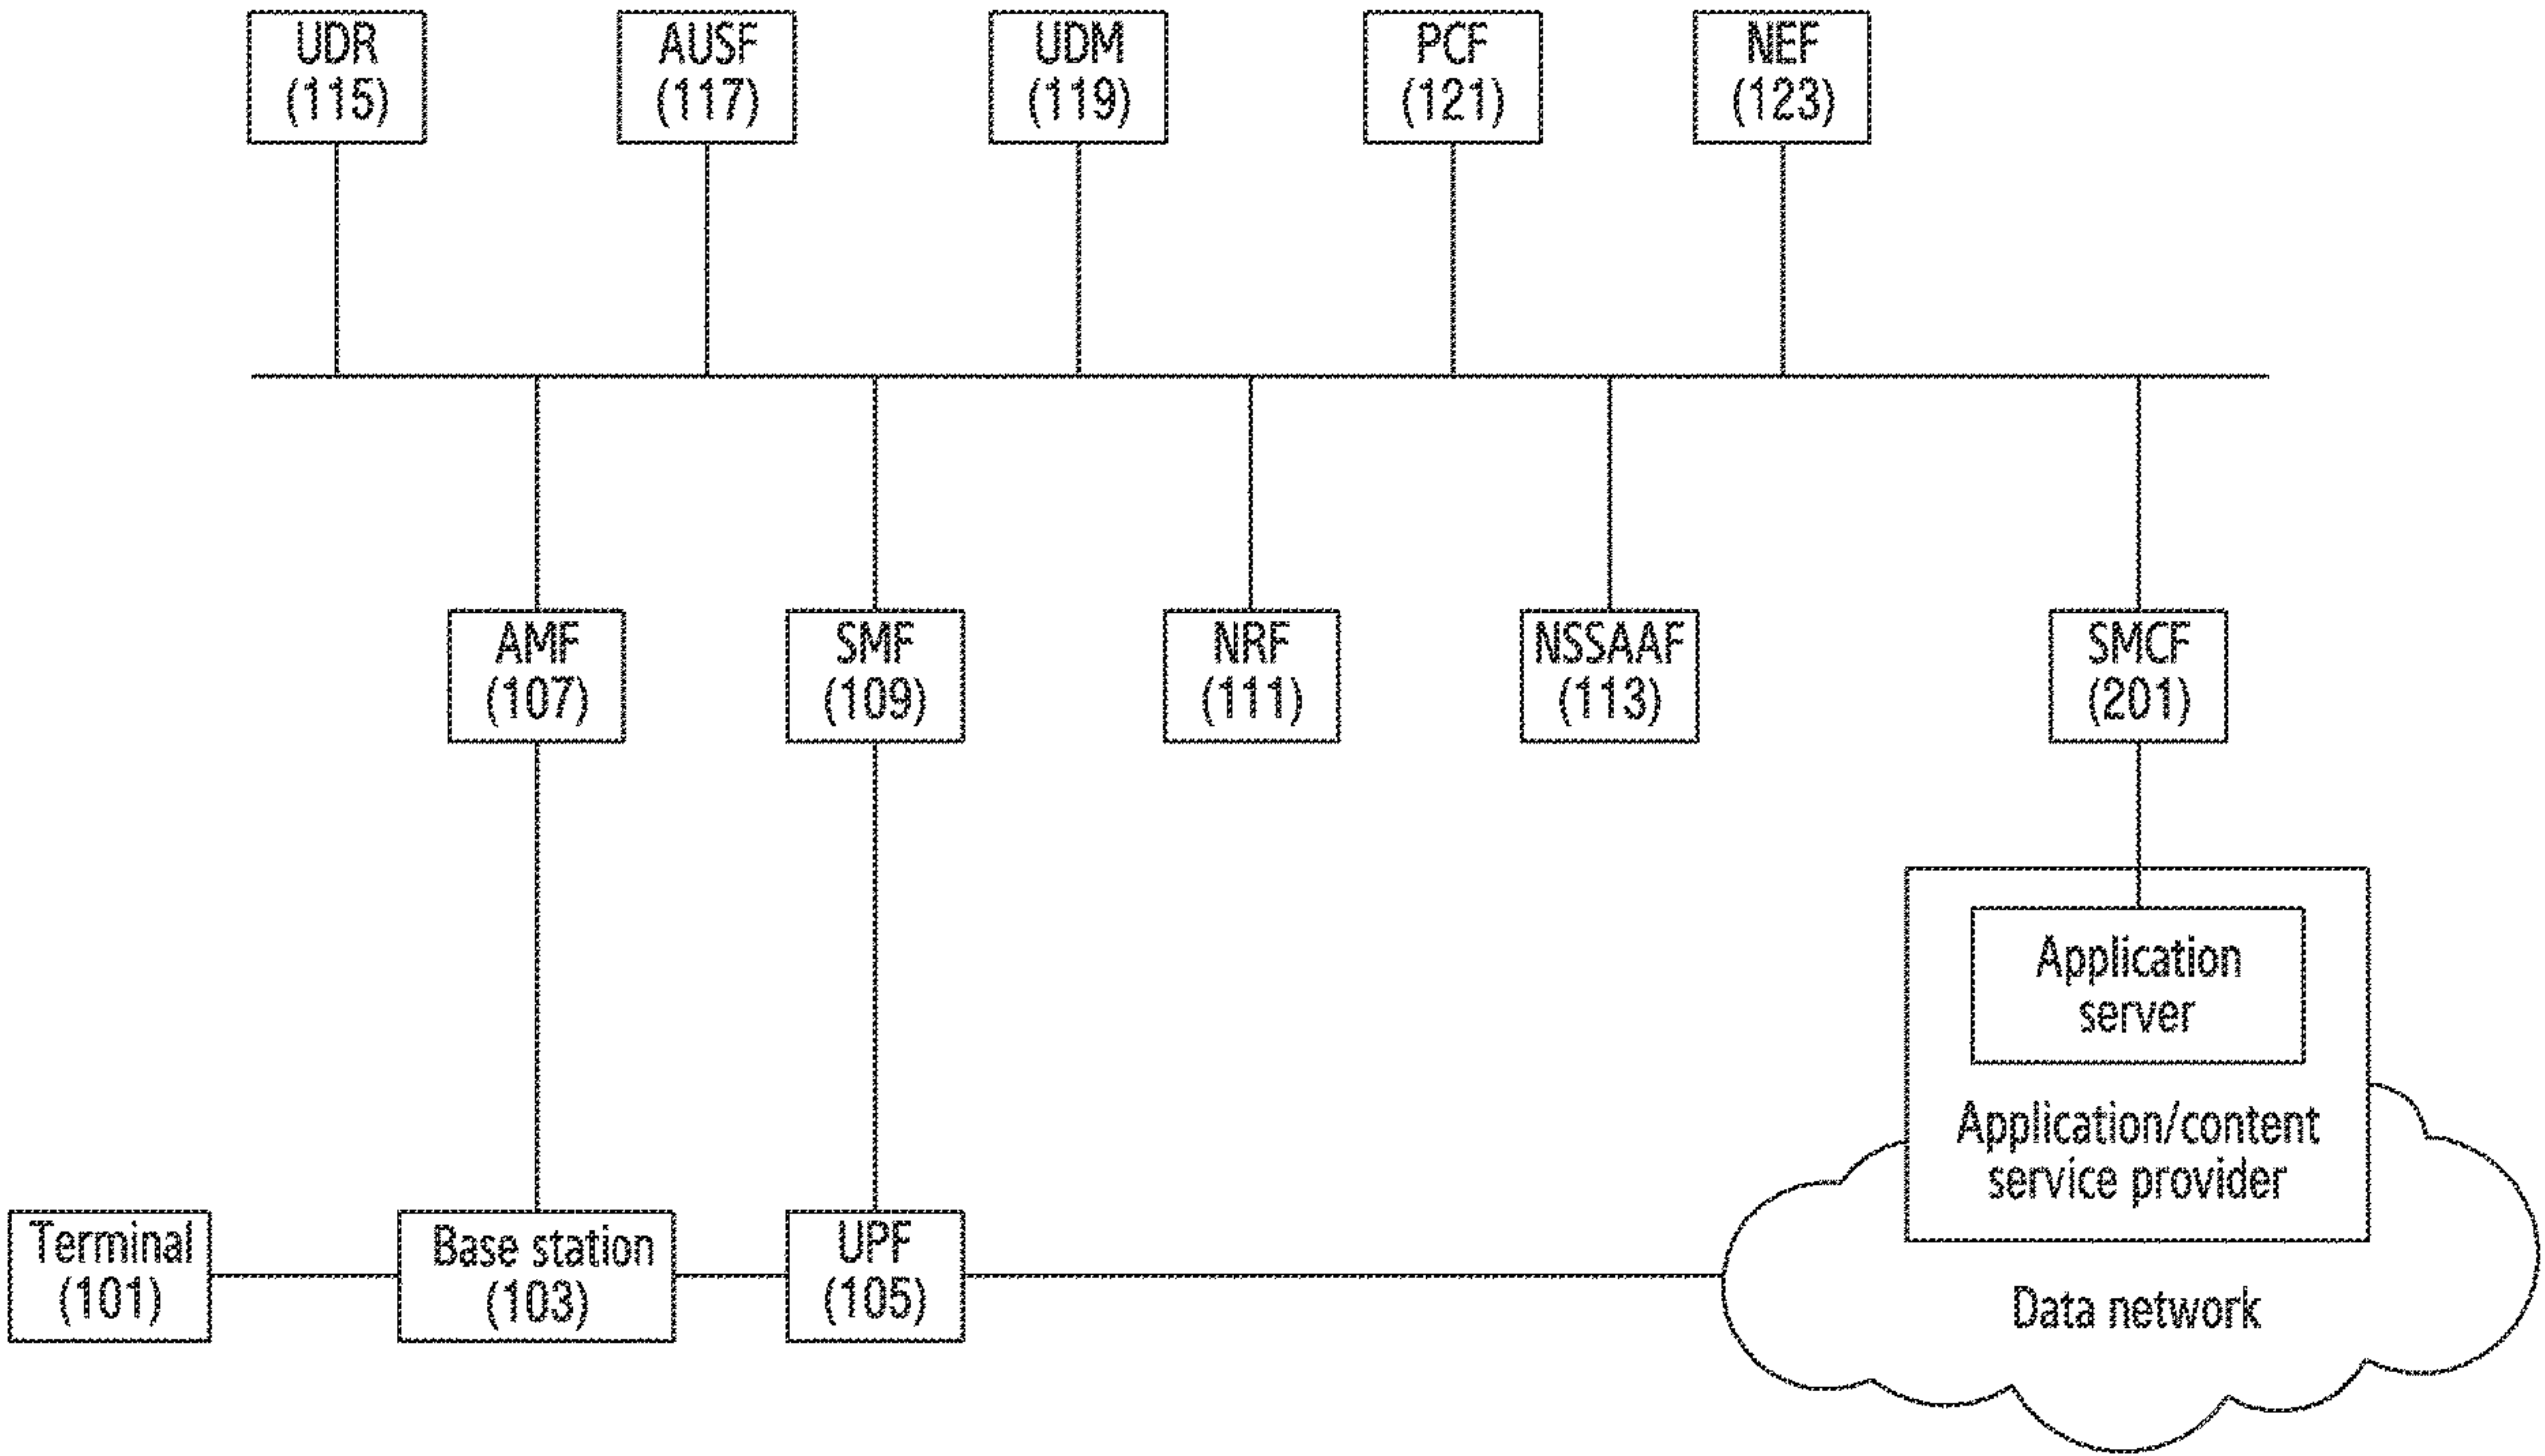 UDR
(115)
AUSF
(117)
UDM
(119)
PCF
(121)
NEF
(123)
AMF
(107)
SMF
(109)
NRF
(111)
NSSAAF
(113)
SMCF
(201)
Application
server
Application/content
service provider
Terminal
(101)
Base station
(103)
UPF
(105)
Data network